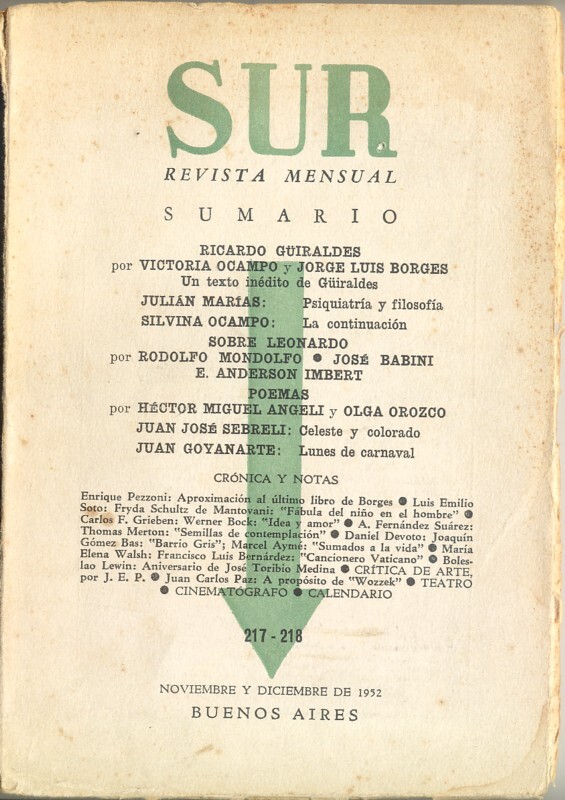 SUR
REVISTA MENSUAL
SUMARIO
RICARDO GÜIRALDES
por VICTORIA OCAMPO y JORGE LUIS BORGES
Un texto inédito de Güiraldes
JULIÁN MARÍAS: Psiquiatría y filosofía
SILVINA OCAMPO: La continuación
SOBRE LEONARDO
por RODOLFO MONDOLFO ● JOSÉ BABINI
E. ANDERSON IMBERT
POEMAS
por HÉCTOR MIGUEL ANGELI y OLGA OROZCO
JUAN JOSÉ SEBRELI: Celeste y colorado
JUAN GOYANARTE: Lunes de carnaval
CRÓNICA Y NOTAS
Enrique Pezzoni: Aproximación al último libro de Borges ● Luis Emilio
Soto: Fryda Schultz de Mantovani: "Fábula del niño en el hombre" ●
Carlos F. Grieben: Werner Bock: "Idea y amor" ● A. Fernández Suárez:
Thomas Merton: "Semillas de contemplación" ● Daniel Devoto: Joaquín
Gómez Bas: "Barrio Gris"; Marcel Aymé: "Sumados a la vida" ● María
Elena Walsh: Francisco Luis Bernárdez: "Cancionero Vaticano" ● Boles-
lao Lewin: Aniversario de José Toribio Medina ● CRÍTICA DE ARTE,
por J. E. P. ● Juan Carlos Paz: A propósito de "Wozzek" ● TEATRO
● CINEMATÓGRAFO ● CALENDARIO
217 - 218
NOVIEMBRE Y DICIEMBRE DE 1952
BUENOS AIRES